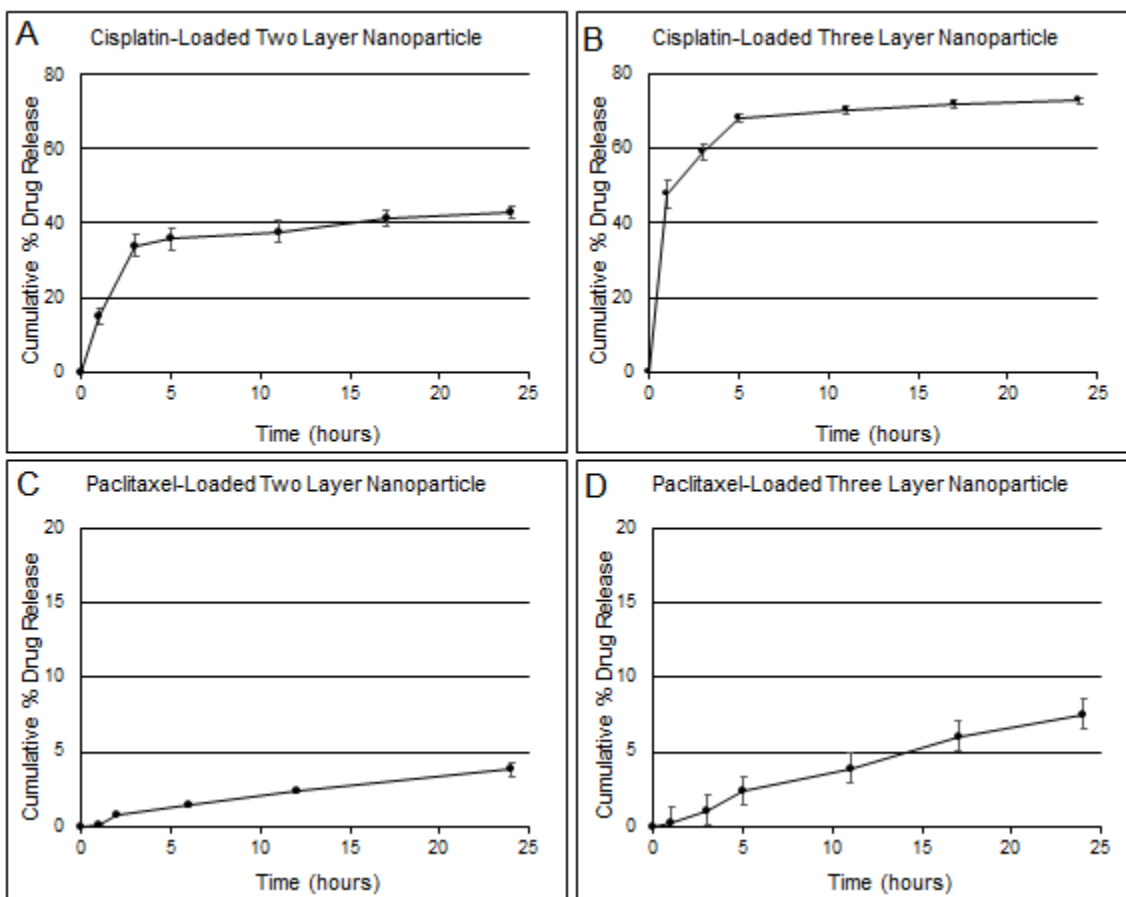 A Cisplatin-Loaded Two Layer Nanoparticle
Cumulative % Drug Release
80
60
40
20
0
0 5 10 15 20 25
Time (hours)
B Cisplatin-Loaded Three Layer Nanoparticle
Cumulative % Drug Release
80
60
40
20
0
0 5 10 15 20 25
Time (hours)
C Paclitaxel-Loaded Two Layer Nanoparticle
Cumulative % Drug Release
20
15
10
5
0
0 5 10 15 20 25
Time (hours)
D Paclitaxel-Loaded Three Layer Nanoparticle
Cumulative % Drug Release
20
15
10
5
0
0 5 10 15 20 25
Time (hours)